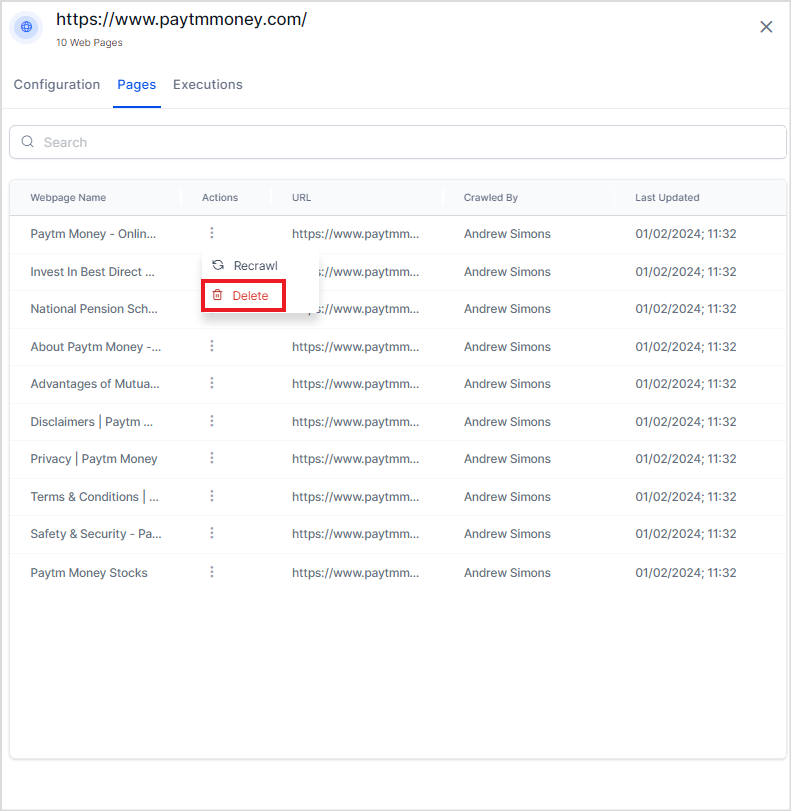 https://www.paytmmoney.com/
10 Web Pages
Configuration Pages Executions
Search
Webpage Name Actions URL Crawled By Last Updated
Paytm Money - Onlin... https://www.paytmm... Andrew Simons 01/02/2024; 11:32
Recrawl
Invest In Best Direct ... s://www.paytmm... Andrew Simons 01/02/2024; 11:32
Delete
National Pension Sch... https://www.paytmm... Andrew Simons 01/02/2024; 11:32
About Paytm Money -... https://www.paytmm... Andrew Simons 01/02/2024; 11:32
Advantages of Mutua... https://www.paytmm... Andrew Simons 01/02/2024; 11:32
Disclaimers | Paytm ... https://www.paytmm... Andrew Simons 01/02/2024; 11:32
Privacy | Paytm Money https://www.paytmm... Andrew Simons 01/02/2024; 11:32
Terms & Conditions | ... https://www.paytmm... Andrew Simons 01/02/2024; 11:32
Safety & Security - Pa... https://www.paytmm... Andrew Simons 01/02/2024; 11:32
Paytm Money Stocks https://www.paytmm... Andrew Simons 01/02/2024; 11:32